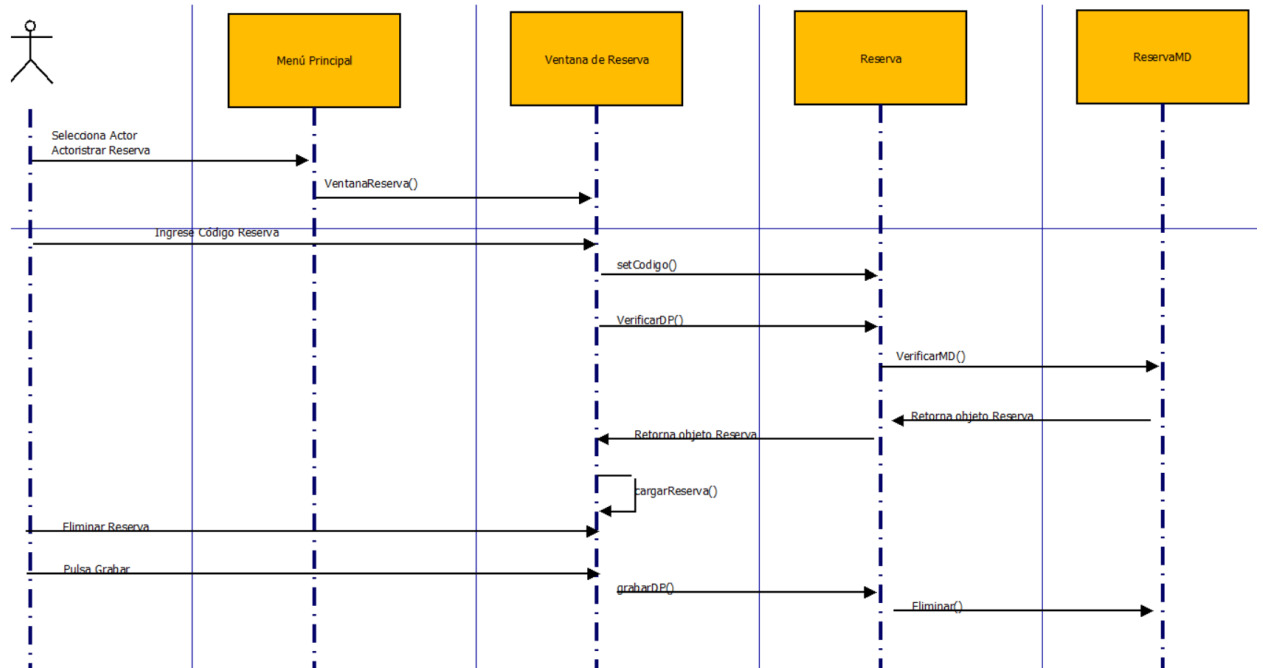 Menú Principal
Ventana de Reserva
Reserva
ReservaMD
Selecciona Actor
Actoristrar Reserva
VentanaReserva()
Ingrese Código Reserva
setCodigo()
VerificarDP()
VerificarMD()
Retorna objeto Reserva
Retorna objeto Reserva
cargarReserva()
Eliminar Reserva
Pulsa Grabar
grabarDP()
Eliminar()